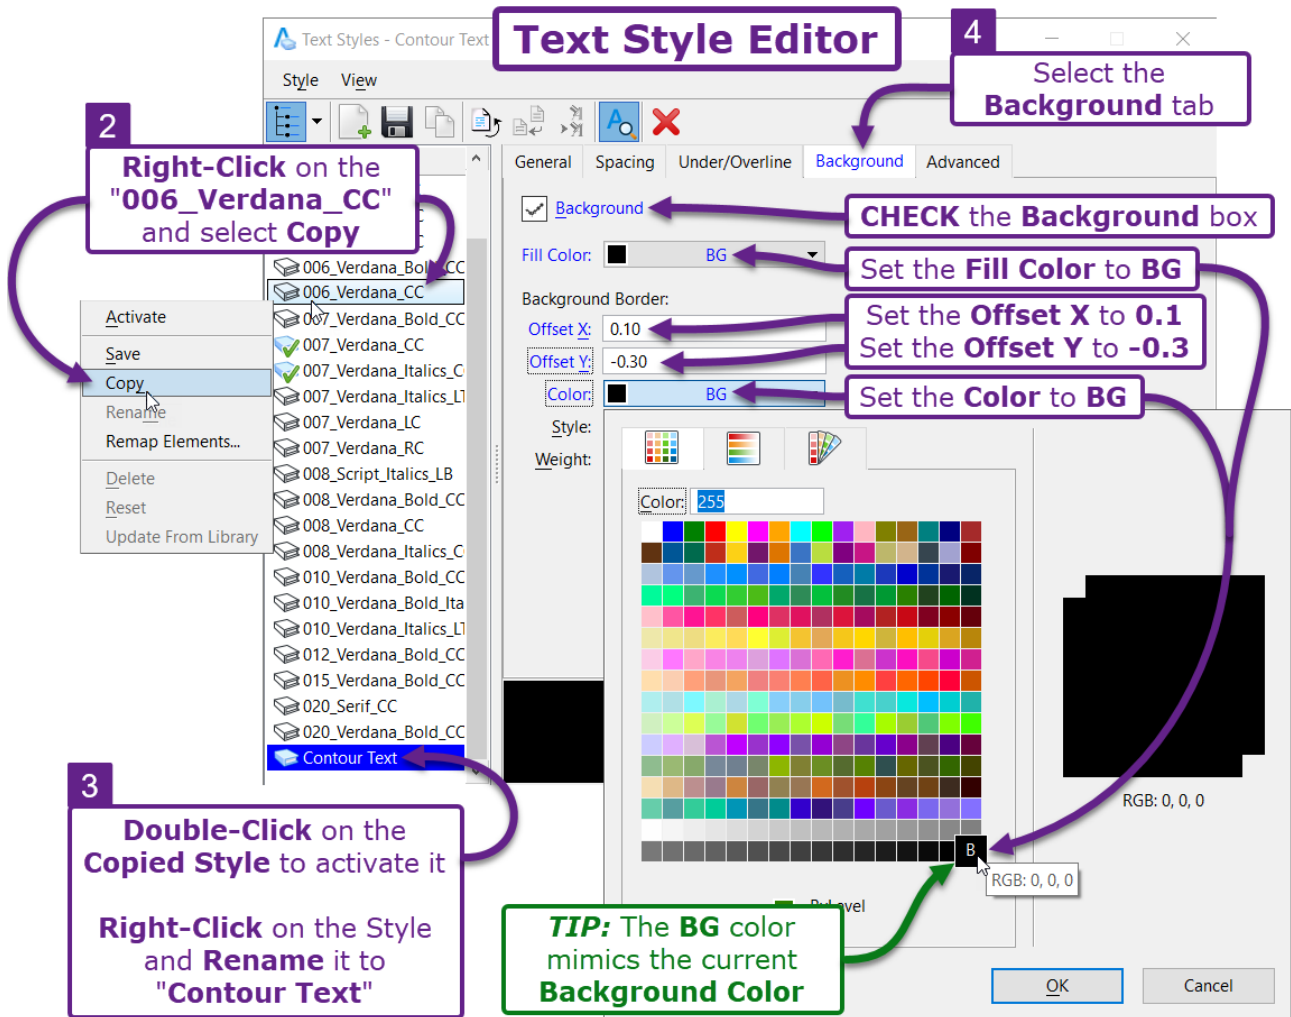 Text Styles - Contour Text
Text Style Editor
Style View
2
Right-Click on the
"006_Verdana_CC"
and select Copy
4
Select the
Background tab
General Spacing Under/Overline Background Advanced
Background
CHECK the Background box
Fill Color: BG
Set the Fill Color to BG
Background Border:
Offset X: 0.10
Set the Offset X to 0.1
Offset Y: -0.30
Set the Offset Y to -0.3
Color: BG
Set the Color to BG
Style:
Weight:
006_Verdana_Bold_CC
006_Verdana_CC
007_Verdana_Bold_CC
007_Verdana_CC
007_Verdana_Italics_C
007_Verdana_Italics_LT
007_Verdana_LC
007_Verdana_RC
008_Script_Italics_LB
008_Verdana_Bold_CC
008_Verdana_CC
008_Verdana_Italics_C
010_Verdana_Bold_CC
010_Verdana_Bold_Ita
010_Verdana_Italics_LT
012_Verdana_Bold_CC
015_Verdana_Bold_CC
020_Serif_CC
020_Verdana_Bold_CC
Contour Text
Activate
Save
Copy
Rename
Remap Elements...
Delete
Reset
Update From Library
3
Double-Click on the
Copied Style to activate it
Right-Click on the Style
and Rename it to
"Contour Text"
Color: 255
B
RGB: 0, 0, 0
RGB: 0, 0, 0
ByLevel
TIP: The BG color
mimics the current
Background Color
OK Cancel